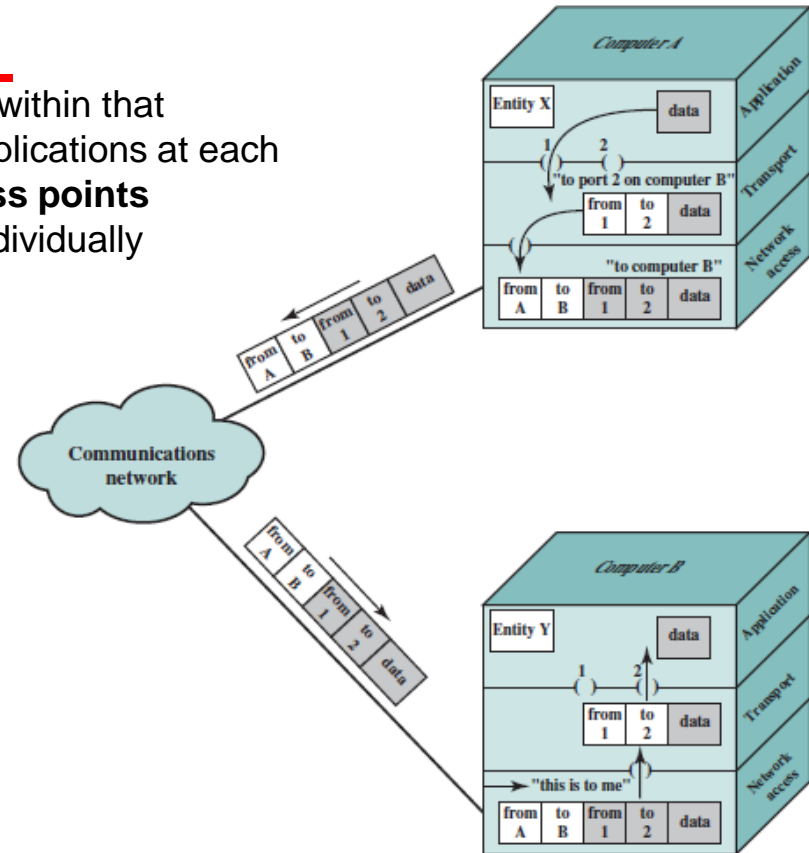 within that
plications at each
ss points
dividually
Computer A
Entity X
data
Application
1 2
"to port 2 on computer B"
from 1 to 2 data
Transport
"to computer B"
from A to B from 1 to 2 data
Network access
from A to B from 1 to 2 data
Communications
network
from A to B from 1 to 2 data
Computer B
Entity Y
data
Application
1 2
from 1 to 2 data
Transport
"this is to me"
from A to B from 1 to 2 data
Network access